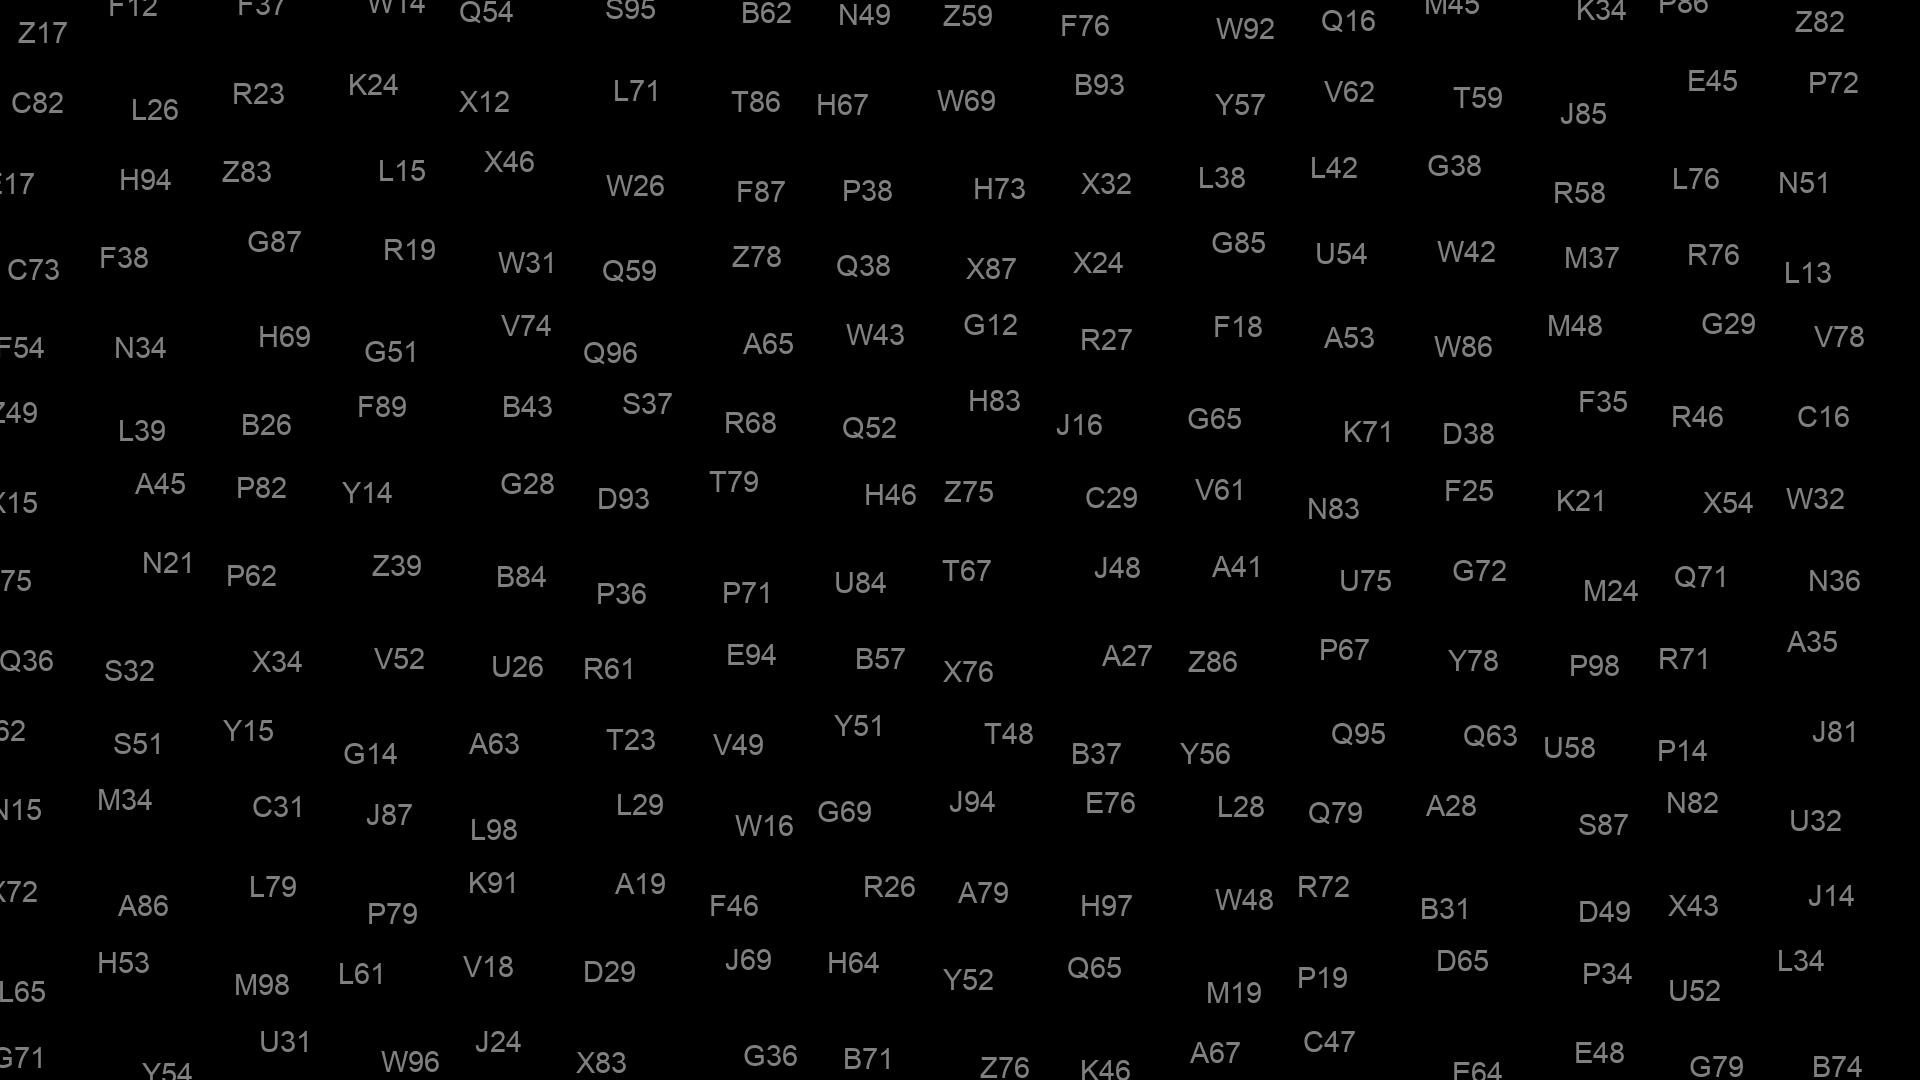 Z17 F12 F37 W14 Q54 S95 B62 N49 Z59 F76 W92 Q16 M45 K34 P86 Z82
C82 L26 R23 K24 X12 L71 T86 H67 W69 B93 Y57 V62 T59 J85 E45 P72
H94 Z83 L15 X46 W26 F87 P38 H73 X32 L38 L42 G38 R58 L76 N51
C73 F38 G87 R19 W31 Q59 Z78 Q38 X87 X24 G85 U54 W42 M37 R76 L13
F54 N34 H69 G51 V74 Q96 A65 W43 G12 R27 F18 A53 W86 M48 G29 V78
Z49 L39 B26 F89 B43 S37 R68 Q52 H83 J16 G65 K71 D38 F35 R46 C16
A45 P82 Y14 G28 D93 T79 H46 Z75 C29 V61 N83 F25 K21 X54 W32
75 N21 P62 Z39 B84 P36 P71 U84 T67 J48 A41 U75 G72 M24 Q71 N36
Q36 S32 X34 V52 U26 R61 E94 B57 X76 A27 Z86 P67 Y78 P98 R71 A35
62 S51 Y15 G14 A63 T23 V49 Y51 T48 B37 Y56 Q95 Q63 U58 P14 J81
N15 M34 C31 J87 L98 L29 W16 G69 J94 E76 L28 Q79 A28 S87 N82 U32
A86 L79 P79 K91 A19 F46 R26 A79 H97 W48 R72 B31 D49 X43 J14
L65 H53 M98 L61 V18 D29 J69 H64 Y52 Q65 M19 P19 D65 P34 U52 L34
G71 Y54 U31 W96 J24 X83 G36 B71 Z76 K46 A67 C47 E48 G79 B74